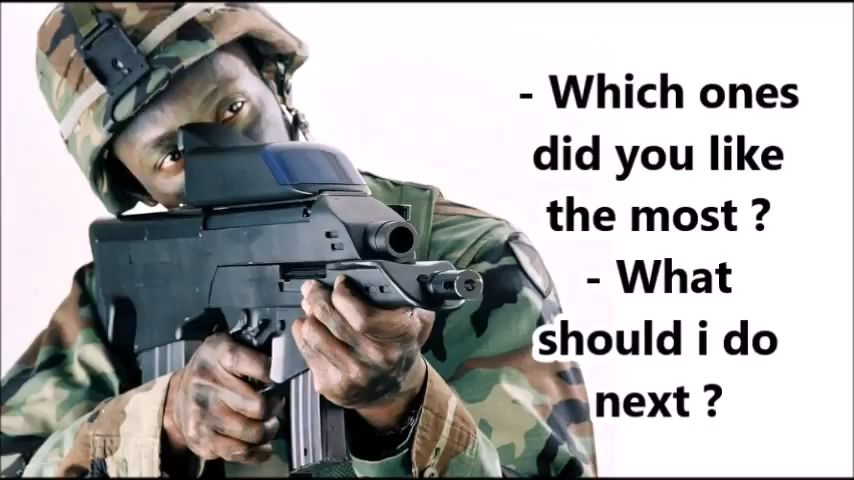 - Which ones
did you like
the most ?
- What
should i do
next ?